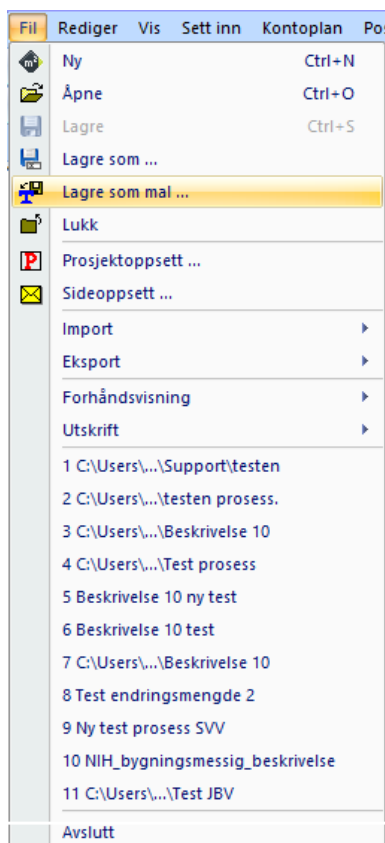 Fil Rediger Vis Sett inn Kontoplan Po
Ny Ctrl+N
Åpne Ctrl+O
Lagre Ctrl+S
Lagre som ...
Lagre som mal ...
Lukk
Prosjektoppsett ...
Sideoppsett ...
Import
Eksport
Forhåndsvisning
Utskrift
1 C:\Users\...\Support\testen
2 C:\Users\...\testen prosess.
3 C:\Users\...\Beskrivelse 10
4 C:\Users\...\Test prosess
5 Beskrivelse 10 ny test
6 Beskrivelse 10 test
7 C:\Users\...\Beskrivelse 10
8 Test endringsmengde 2
9 Ny test prosess SVV
10 NIH_bygningsmessig_beskrivelse
11 C:\Users\...\Test JBV
Avslutt